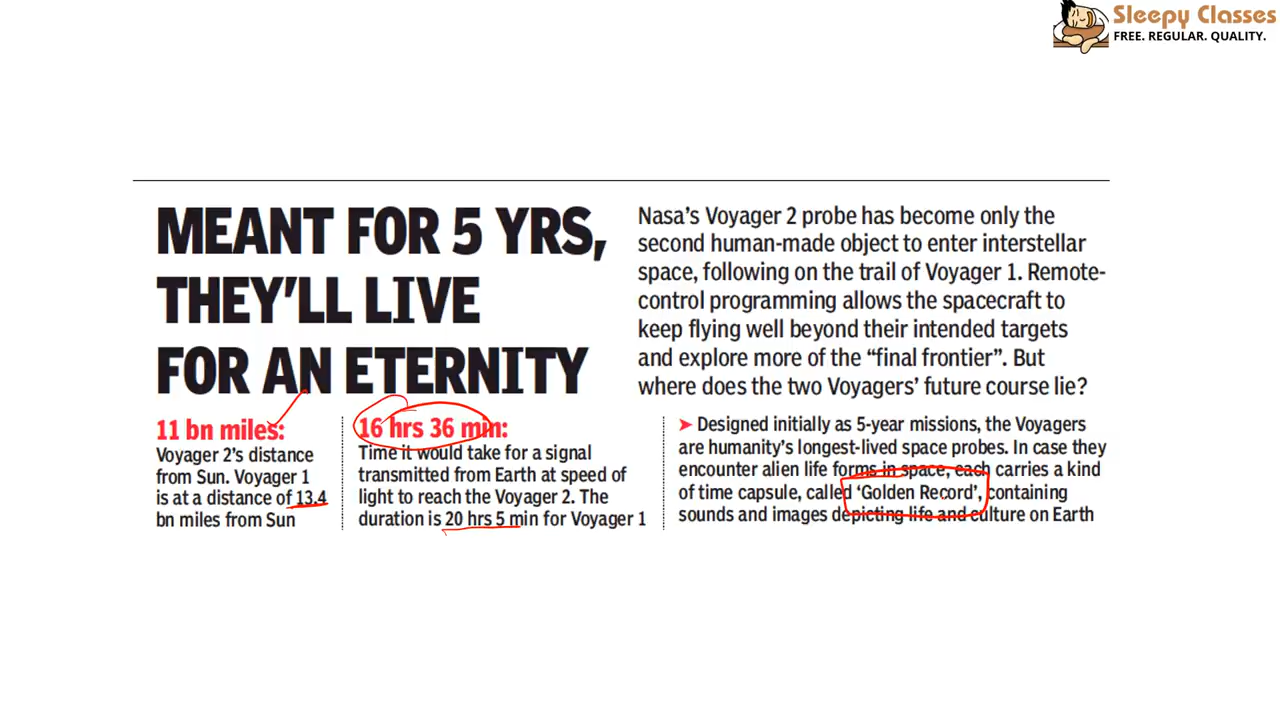 Sleepy Classes
FREE. REGULAR. QUALITY.
MEANT FOR 5 YRS,
THEY'LL LIVE
FOR AN ETERNITY
Nasa's Voyager 2 probe has become only the
second human-made object to enter interstellar
space, following on the trail of Voyager 1. Remote-
control programming allows the spacecraft to
keep flying well beyond their intended targets
and explore more of the “final frontier”. But
where does the two Voyagers' future course lie?
11 bn miles:
Voyager 2's distance
from Sun. Voyager 1
is at a distance of 13.4
bn miles from Sun
16 hrs 36 min:
Time it would take for a signal
transmitted from Earth at speed of
light to reach the Voyager 2. The
duration is 20 hrs 5 min for Voyager 1
➤ Designed initially as 5-year missions, the Voyagers
are humanity's longest-lived space probes. In case they
encounter alien life forms in space, each carries a kind
of time capsule, called ‘Golden Record’, containing
sounds and images depicting life and culture on Earth